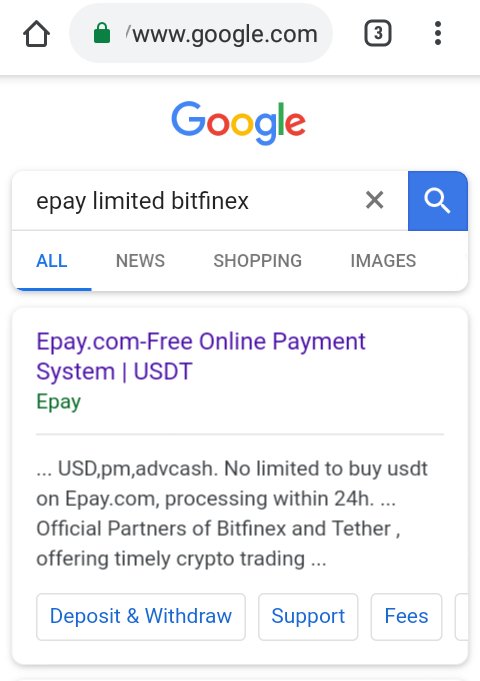 /www.google.com
3
Google
epay limited bitfinex
ALL NEWS SHOPPING IMAGES
Epay.com-Free Online Payment
System | USDT
Epay
... USD,pm,advcash. No limited to buy usdt
on Epay.com, processing within 24h. ...
Official Partners of Bitfinex and Tether ,
offering timely crypto trading ...
Deposit & Withdraw Support Fees